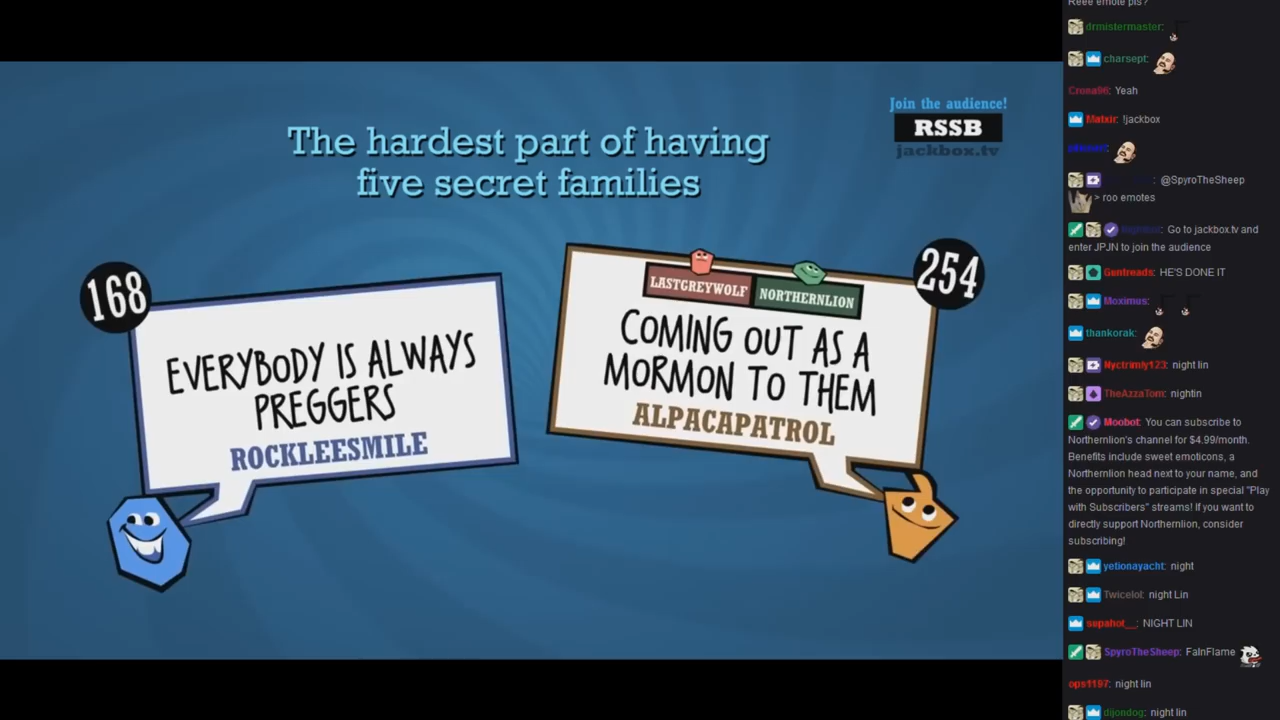 The hardest part of having
five secret families
Join the audience!
RSSB
jackbox.tv
168
EVERYBODY IS ALWAYS
PREGGERS
ROCKLEESMILE
254
LASTGREYWOLF
NORTHERNLION
COMING OUT AS A
MORMON TO THEM
ALPACAPATROL
Reee emote pls?
drmistermaster:
charsept:
Crona96: Yeah
Matxir: !jackbox
: @SpyroTheSheep
> roo emotes
: Go to jackbox.tv and
enter JPJN to join the audience
Guntreads: HE'S DONE IT
Moximus:
thankorak:
Nyctrimly123: night lin
TheAzzaTom: nightin
Moobot: You can subscribe to
Northernlion's channel for $4.99/month.
Benefits include sweet emoticons, a
Northernlion head next to your name, and
the opportunity to participate in special "Play
with Subscribers" streams! If you want to
directly support Northernlion, consider
subscribing!
yetionayacht: night
Twicelol: night Lin
supahot__: NIGHT LIN
SpyroTheSheep: FaInFlame
ops1197: night lin
dijondog: night lin